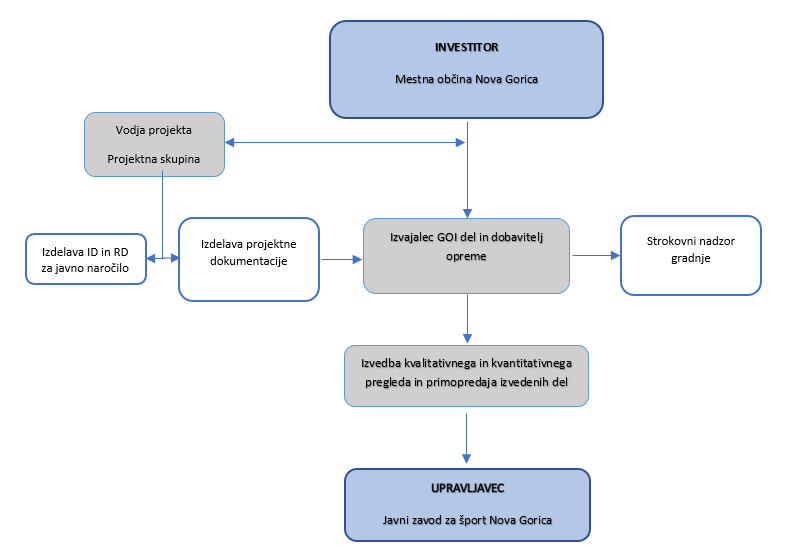 INVESTITOR
Mestna občina Nova Gorica
Vodja projekta
Projektna skupina
Izdelava ID in RD
za javno naročilo
Izdelava projektne
dokumentacije
Izvajalec GOI del in dobavitelj
opreme
Strokovni nadzor
gradnje
Izvedba kvalitativnega in kvantitativnega
pregleda in primopredaja izvedenih del
UPRAVLJAVEC
Javni zavod za šport Nova Gorica